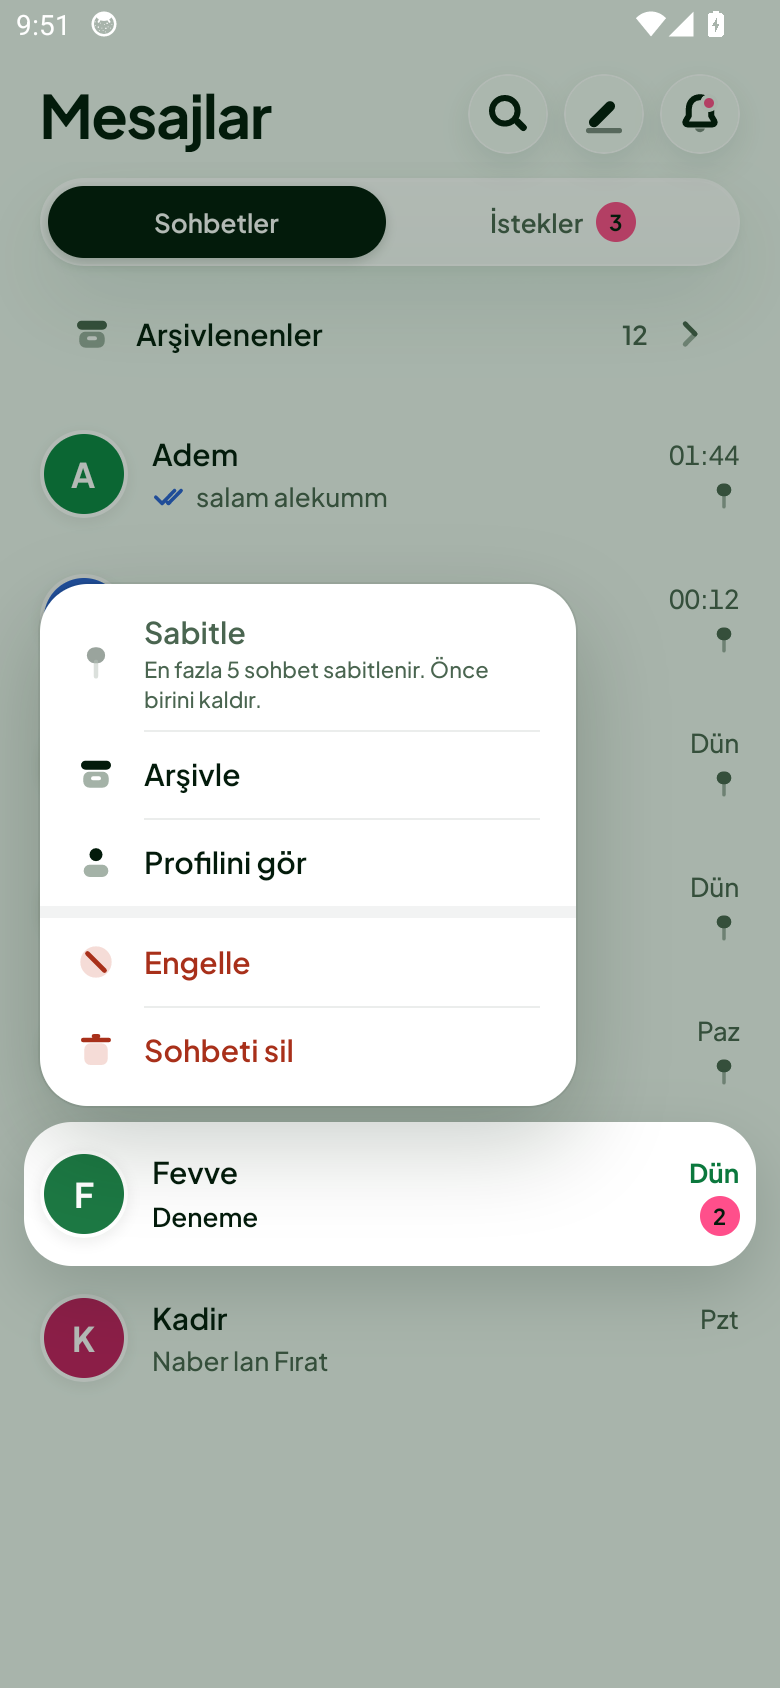 9:51
Mesajlar
Sohbetler
İstekler 3
Arşivlenenler 12
A
Adem 01:44
salam alekumm
00:12
Sabitle
En fazla 5 sohbet sabitlenir. Önce
birini kaldır.
Dün
Arşivle
Profilini gör
Dün
Engelle
Paz
Sohbeti sil
F
Fevve Dün
Deneme 2
K
Kadir Pzt
Naber lan Fırat